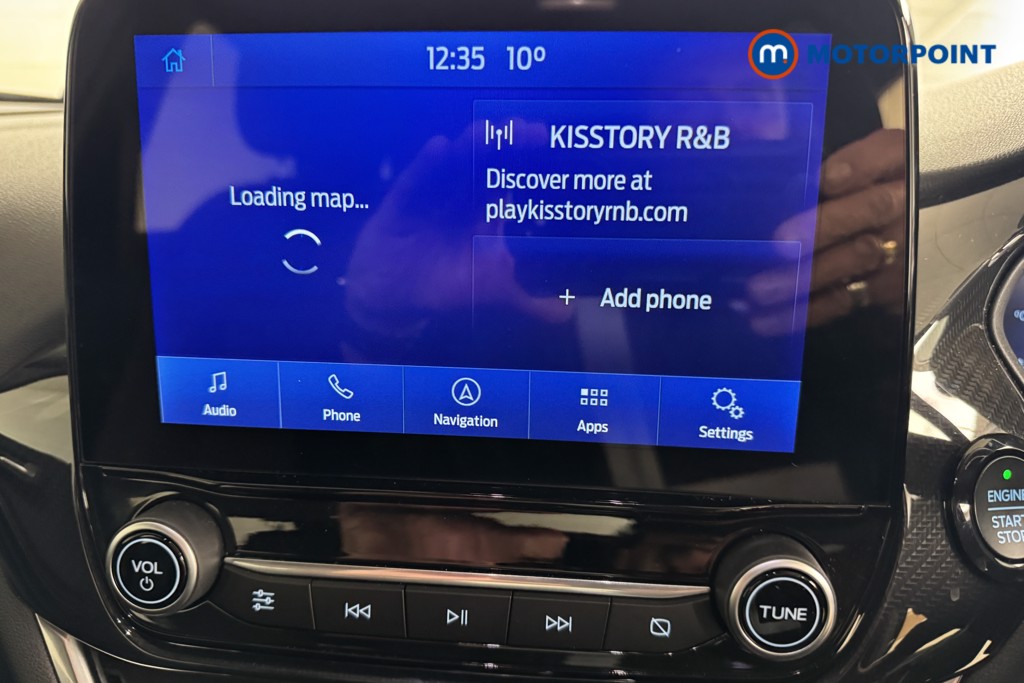 12:35 10°
m. MOTORPOINT
KISSTORY R&B
Discover more at
playkisstoryrnb.com
Loading map...
+ Add phone
Audio
Phone
Navigation
Apps
Settings
ENGINE
START
STOP
VOL
TUNE